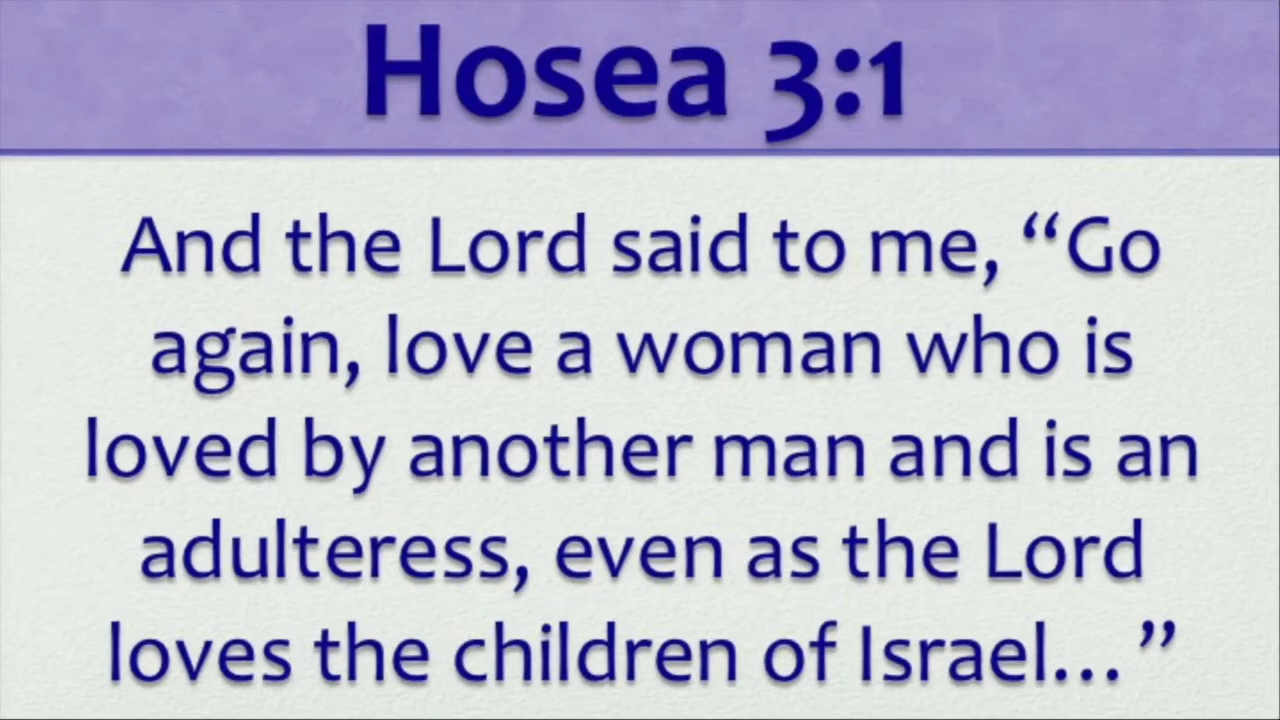 Hosea 3:1
And the Lord said to me, “Go
again, love a woman who is
loved by another man and is an
adulteress, even as the Lord
loves the children of Israel…”